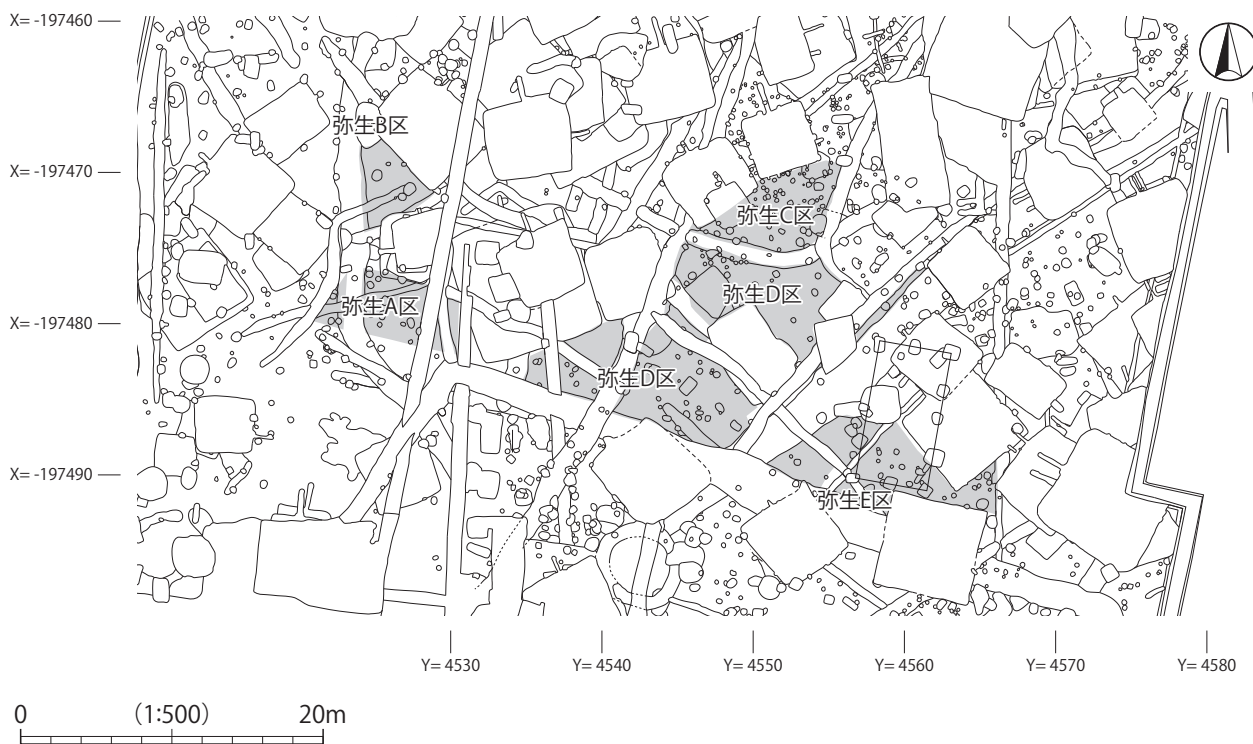 X= -197460
弥生B区
X= -197470
弥生C区
弥生D区
弥生A区
X= -197480
弥生D区
X= -197490
弥生E区
Y= 4530
Y= 4540
Y= 4550
Y= 4560
Y= 4570
Y= 4580
0 (1:500) 20m